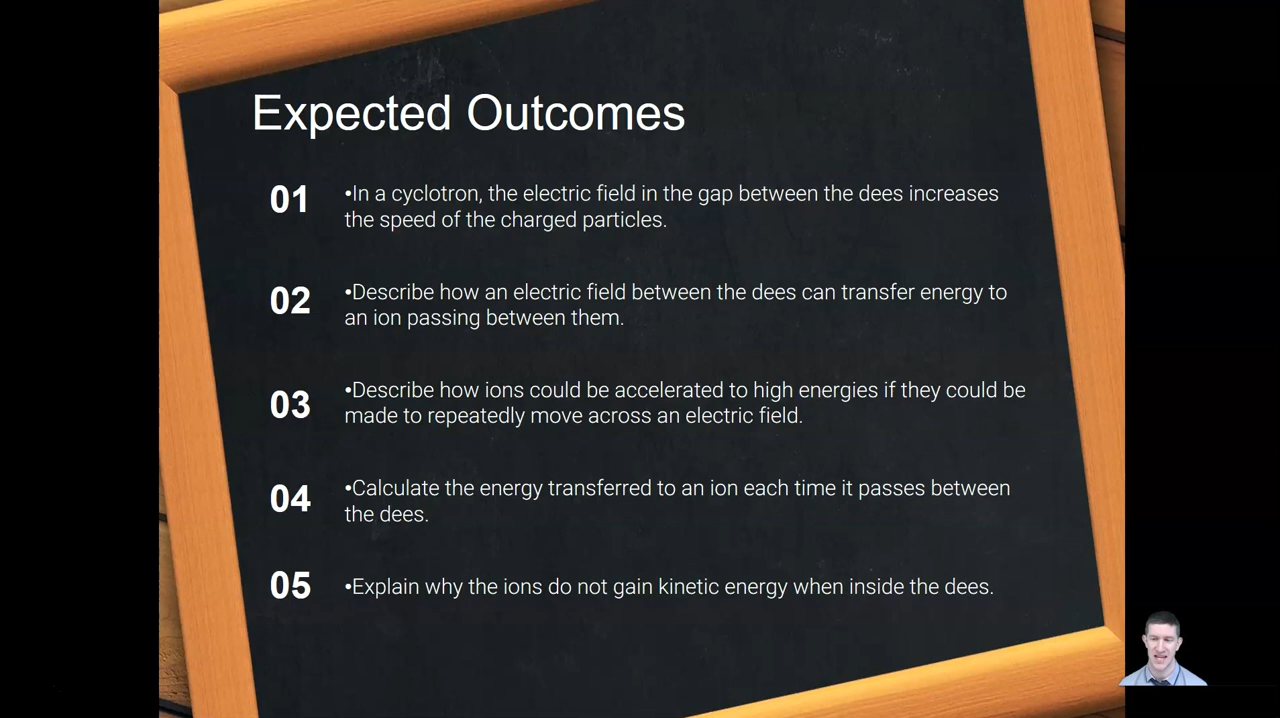 Expected Outcomes
01
•In a cyclotron, the electric field in the gap between the dees increases
the speed of the charged particles.
02
•Describe how an electric field between the dees can transfer energy to
an ion passing between them.
03
•Describe how ions could be accelerated to high energies if they could be
made to repeatedly move across an electric field.
04
•Calculate the energy transferred to an ion each time it passes between
the dees.
05
•Explain why the ions do not gain kinetic energy when inside the dees.